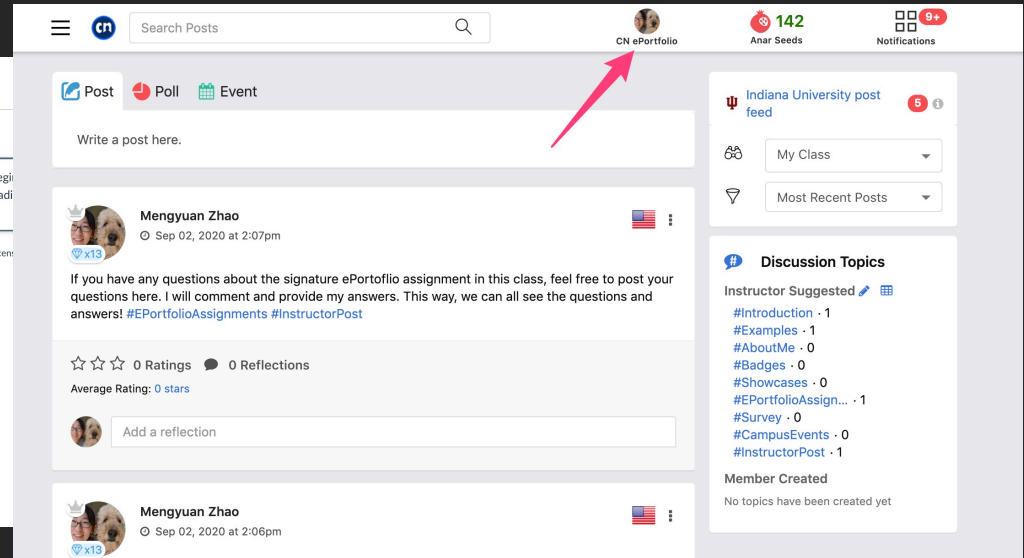 cn
Search Posts
CN ePortfolio
142
Anar Seeds
9+
Notifications
Post
Poll
Event
Write a post here.
Mengyuan Zhao
Sep 02, 2020 at 2:07pm
x13
If you have any questions about the signature ePortoflio assignment in this class, feel free to post your
questions here. I will comment and provide my answers. This way, we can all see the questions and
answers! #EPortfolioAssignments #InstructorPost
0 Ratings
0 Reflections
Average Rating: 0 stars
Add a reflection
Mengyuan Zhao
Sep 02, 2020 at 2:06pm
x13
Indiana University post
feed
5
My Class
Most Recent Posts
#
Discussion Topics
Instructor Suggested
#Introduction · 1
#Examples · 1
#AboutMe · 0
#Badges · 0
#Showcases · 0
#EPortfolioAssign... · 1
#Survey · 0
#CampusEvents · 0
#InstructorPost · 1
Member Created
No topics have been created yet